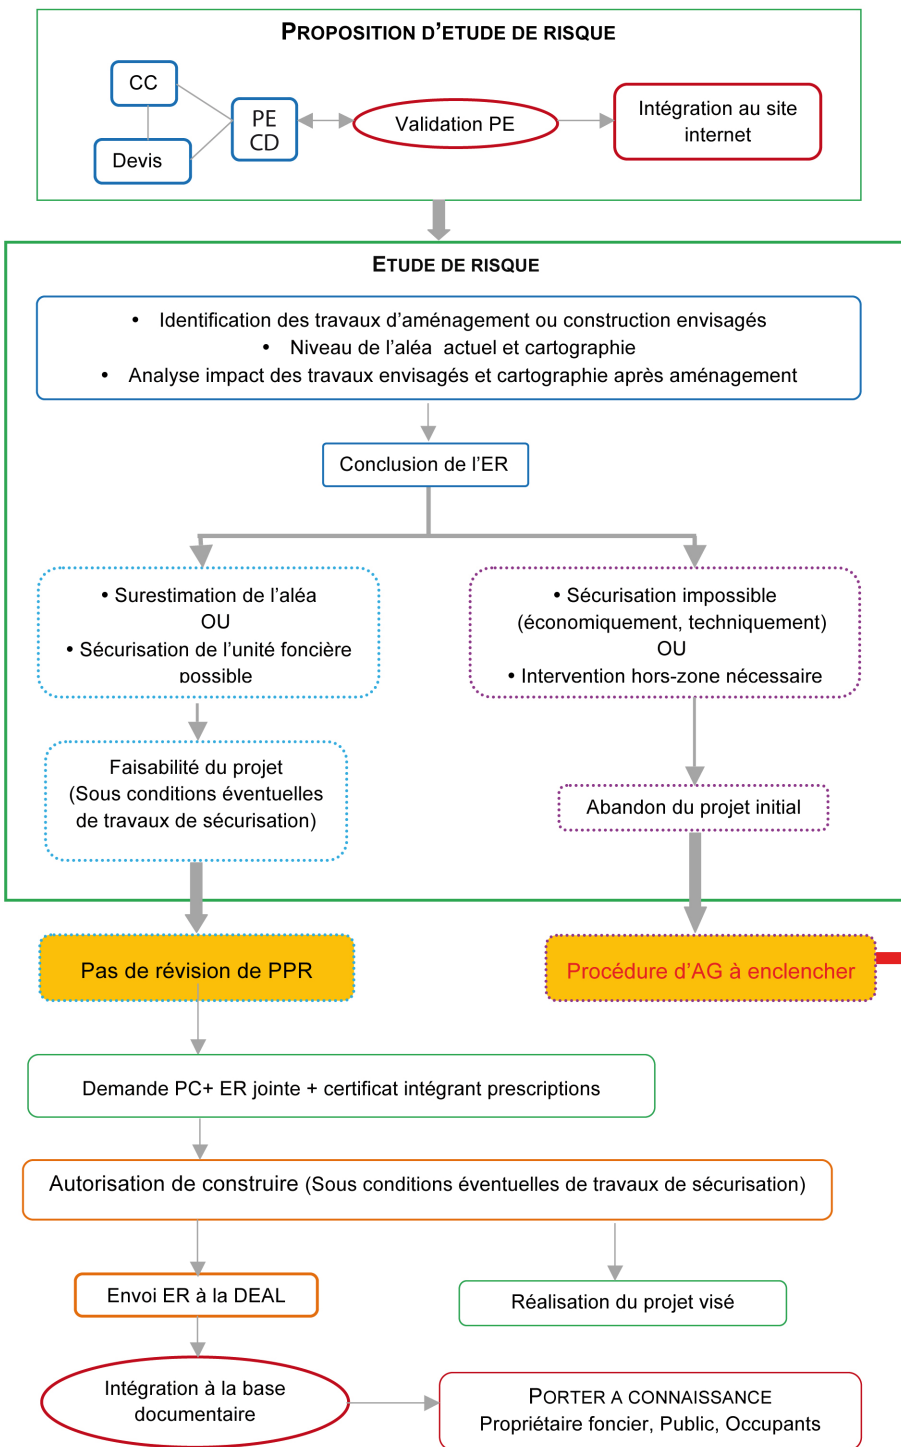 PROPOSITION D’ETUDE DE RISQUE
CC
Devis
PE
CD
Validation PE
Intégration au site
internet
ETUDE DE RISQUE
• Identification des travaux d’aménagement ou construction envisagés
• Niveau de l’aléa actuel et cartographie
• Analyse impact des travaux envisagés et cartographie après aménagement
Conclusion de l’ER
• Surestimation de l’aléa
OU
• Sécurisation de l’unité foncière
possible
• Sécurisation impossible
(économiquement, techniquement)
OU
• Intervention hors-zone nécessaire
Faisabilité du projet
(Sous conditions éventuelles
de travaux de sécurisation)
Abandon du projet initial
Pas de révision de PPR
Procédure d’AG à enclencher
Demande PC+ ER jointe + certificat intégrant prescriptions
Autorisation de construire (Sous conditions éventuelles de travaux de sécurisation)
Envoi ER à la DEAL
Réalisation du projet visé
Intégration à la base
documentaire
PORTER A CONNAISSANCE
Propriétaire foncier, Public, Occupants